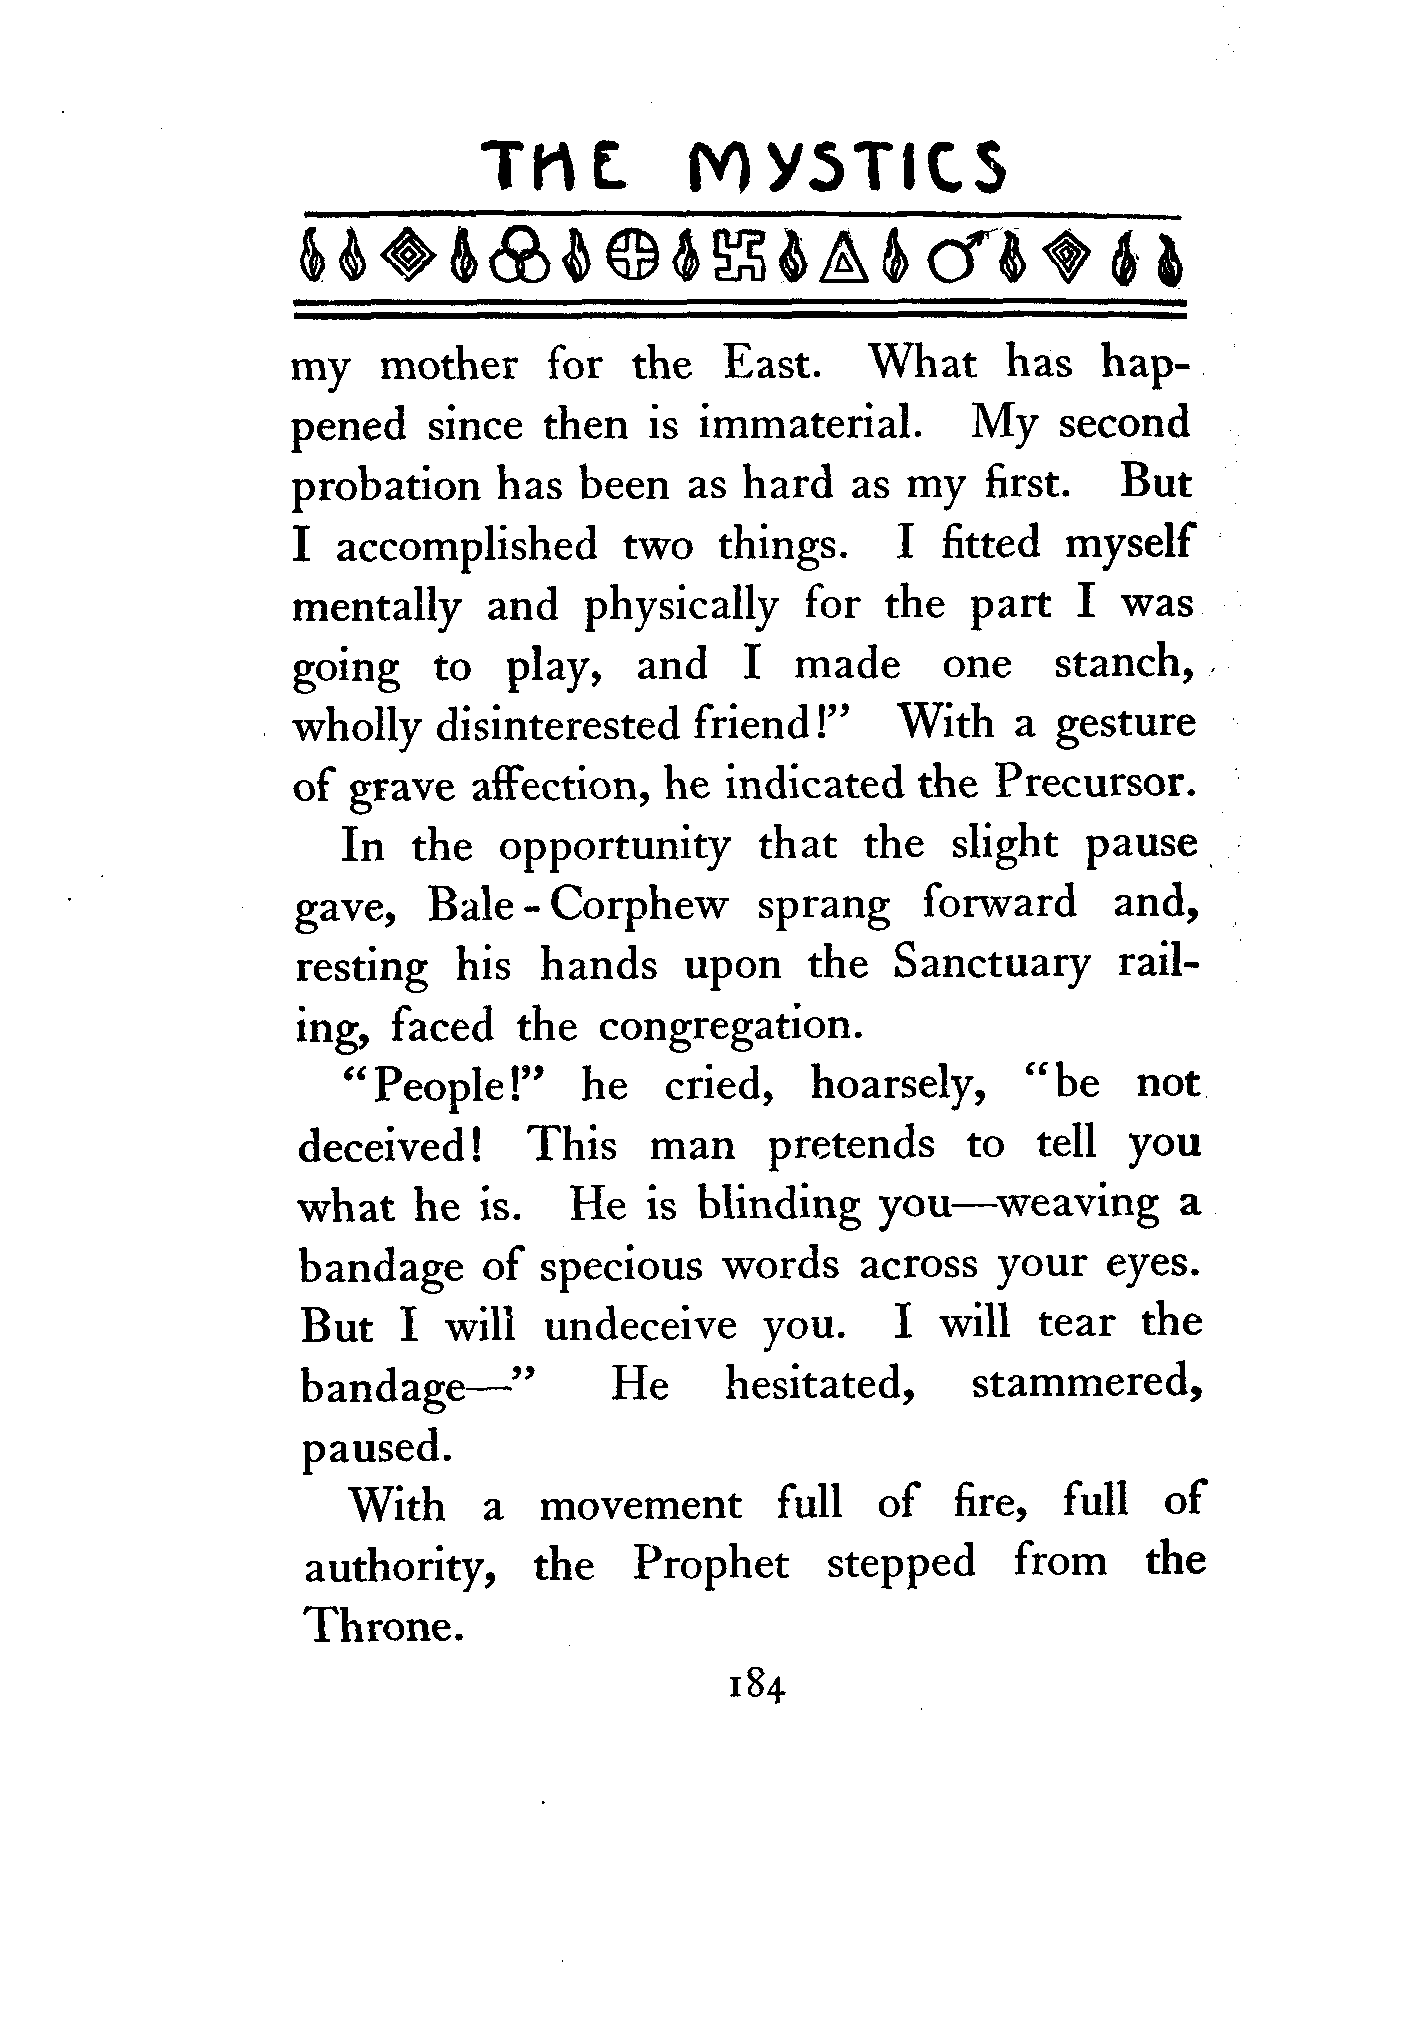 THE MYSTICS
my mother for the East. What has hap-
pened since then is immaterial. My second
probation has been as hard as my first. But
I accomplished two things. I fitted myself
mentally and physically for the part I was
going to play, and I made one stanch,
wholly disinterested friend!” With a gesture
of grave affection, he indicated the Precursor.
In the opportunity that the slight pause
gave, Bale-Corphew sprang forward and,
resting his hands upon the Sanctuary rail-
ing, faced the congregation.
“People!” he cried, hoarsely, “be not
deceived! This man pretends to tell you
what he is. He is blinding you—weaving a
bandage of specious words across your eyes.
But I will undeceive you. I will tear the
bandage—” He hesitated, stammered,
paused.
With a movement full of fire, full of
authority, the Prophet stepped from the
Throne.
184